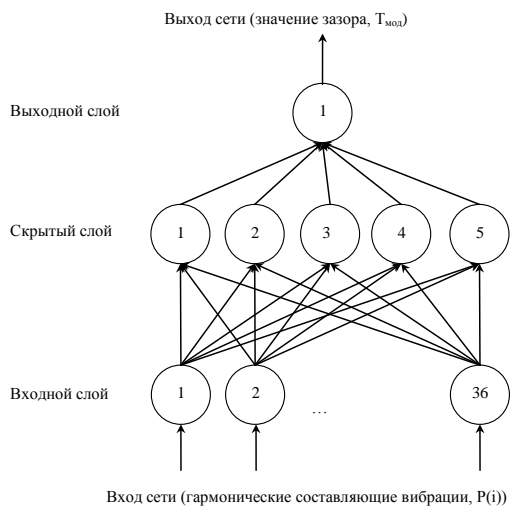 Выход сети (значение зазора, Tмод)
Выходной слой
1
Скрытый слой
1 2 3 4 5
Входной слой
1 2 ... 36
Вход сети (гармонические составляющие вибрации, P(i))